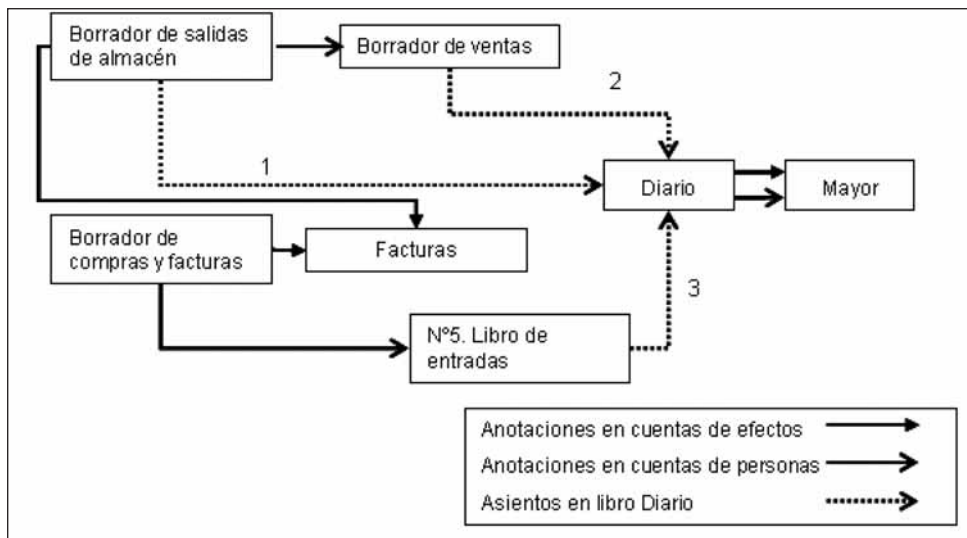 Borrador de salidas
de almacén
Borrador de ventas
2
1
Diario
Mayor
Borrador de
compras y facturas
Facturas
3
Nº5. Libro de
entradas
Anotaciones en cuentas de efectos
Anotaciones en cuentas de personas
Asientos en libro Diario